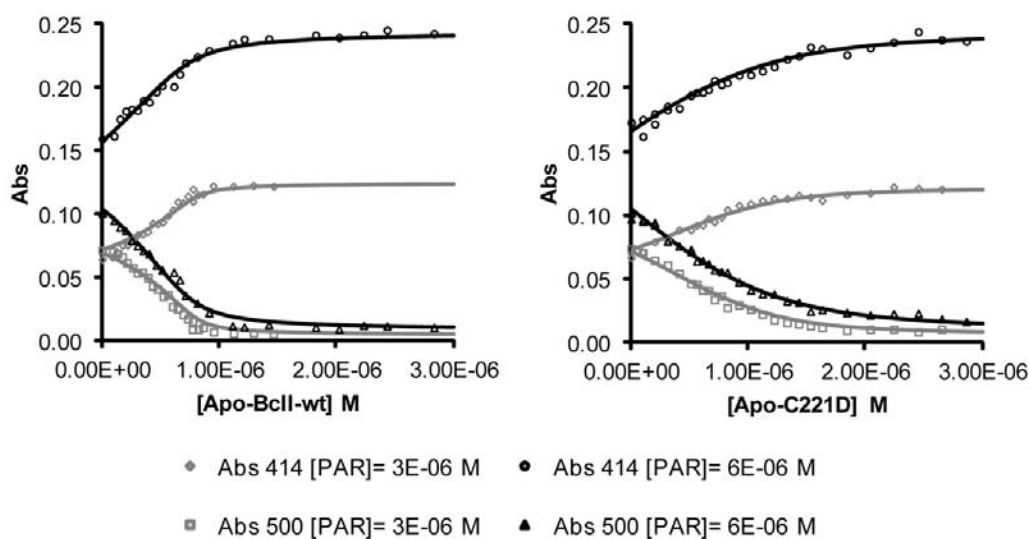 0.25
0.20
0.15
0.10
0.05
0.00
Abs
0.00E+00 1.00E-06 2.00E-06 3.00E-06
[Apo-BcII-wt] M
0.25
0.20
0.15
0.10
0.05
0.00
Abs
0.00E+00 1.00E-06 2.00E-06 3.00E-06
[Apo-C221D] M
Abs 414 [PAR]= 3E-06 M Abs 414 [PAR]= 6E-06 M
Abs 500 [PAR]= 3E-06 M Abs 500 [PAR]= 6E-06 M